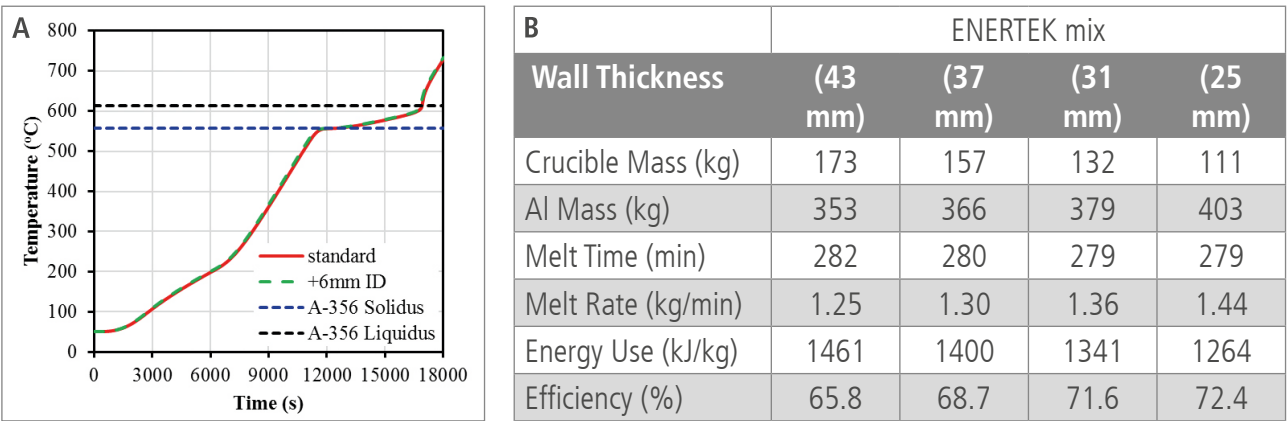 A
800
700
600
500
400
300
200
100
0
Temperature (°C)
standard
+6mm ID
A-356 Solidus
A-356 Liquidus
0 3000 6000 9000 12000 15000 18000
Time (s)
B ENERTEK mix
Wall Thickness (43 mm) (37 mm) (31 mm) (25 mm)
Crucible Mass (kg) 173 157 132 111
Al Mass (kg) 353 366 379 403
Melt Time (min) 282 280 279 279
Melt Rate (kg/min) 1.25 1.30 1.36 1.44
Energy Use (kJ/kg) 1461 1400 1341 1264
Efficiency (%) 65.8 68.7 71.6 72.4